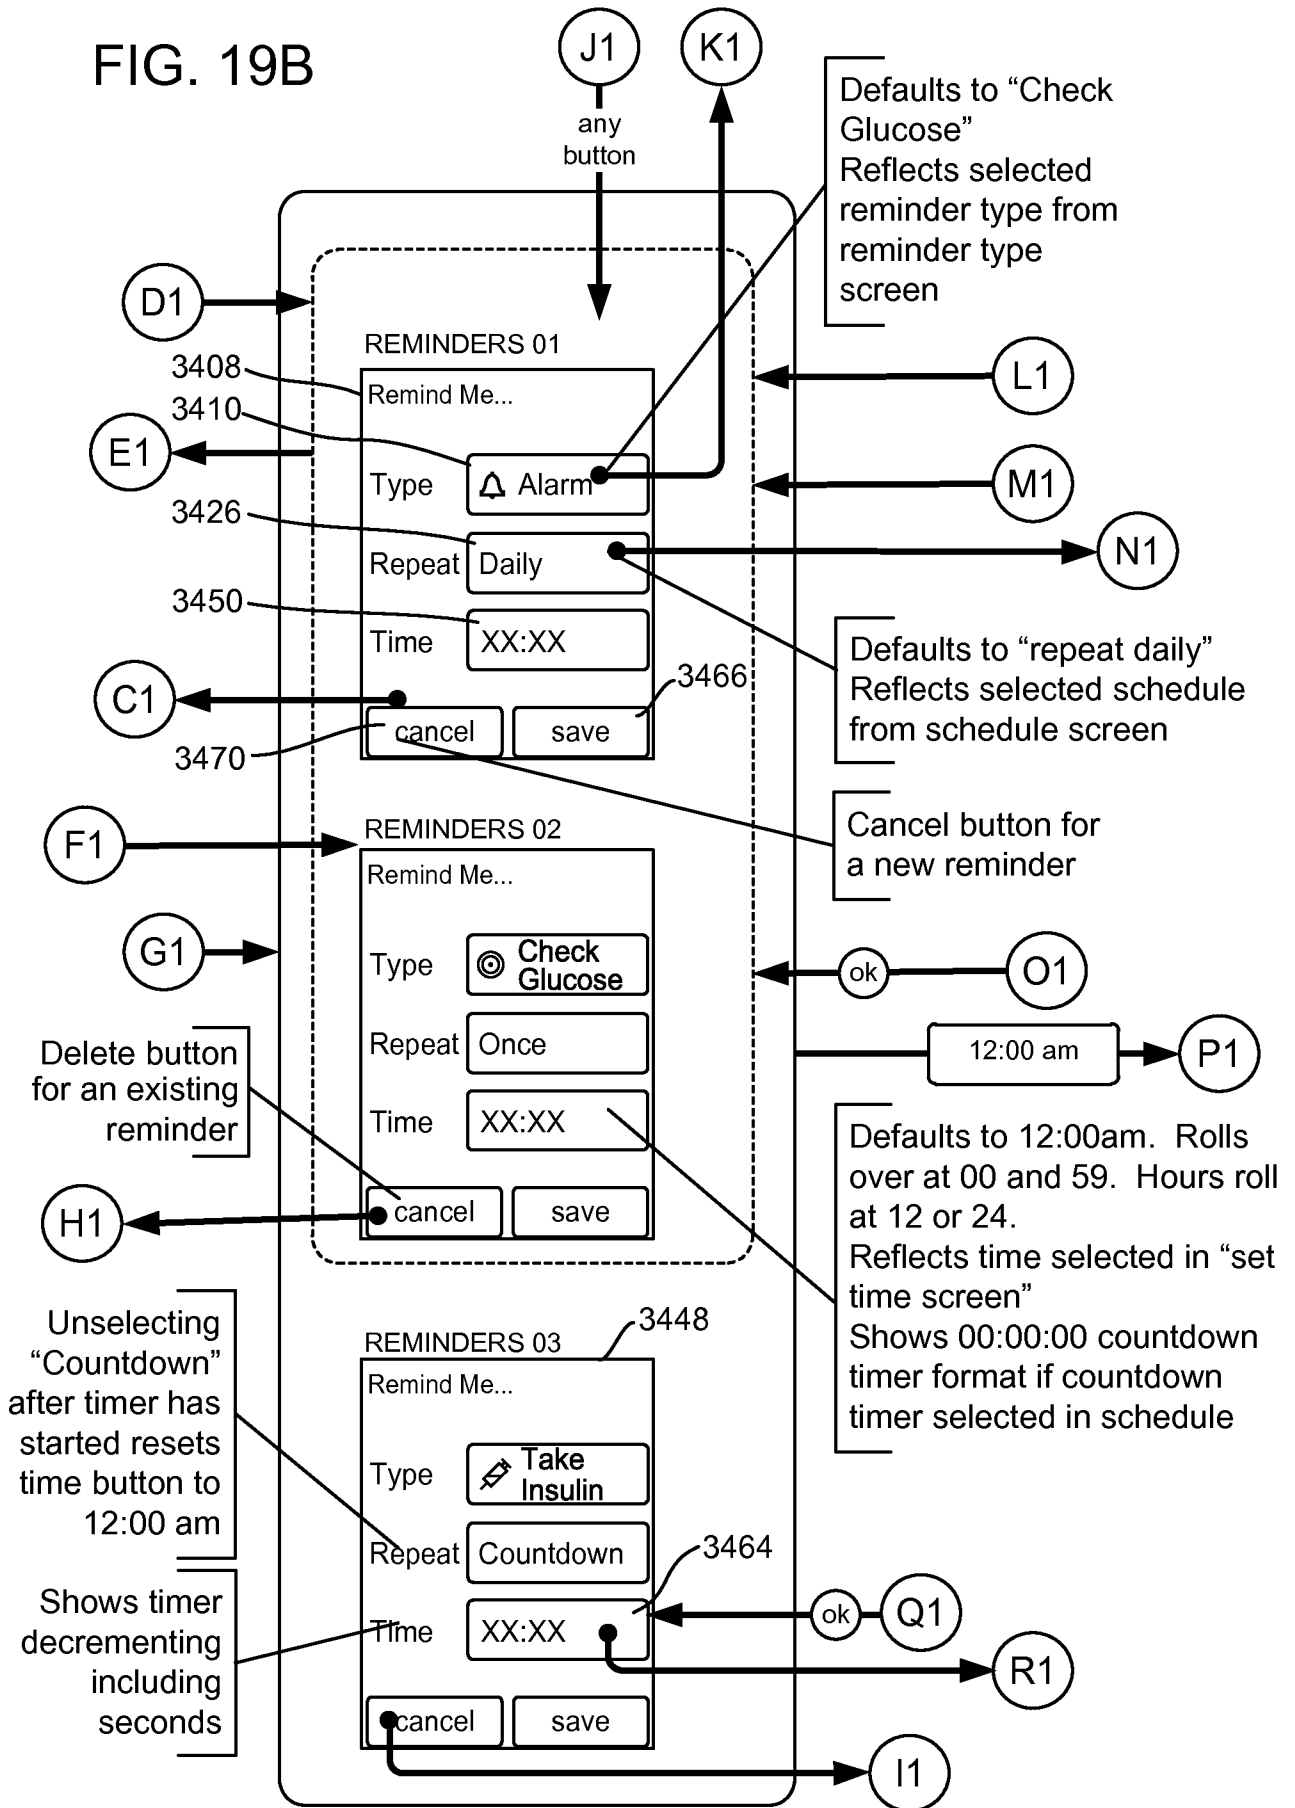 FIG. 19B
J1
K1
any
button
Defaults to “Check
Glucose”
Reflects selected
reminder type from
reminder type
screen
D1
REMINDERS 01
3408
Remind Me...
3410
L1
E1
Type
Alarm
M1
3426
Repeat
Daily
N1
3450
Time
XX:XX
Defaults to “repeat daily”
Reflects selected schedule
from schedule screen
3466
C1
cancel
save
3470
REMINDERS 02
F1
Remind Me...
Cancel button for
a new reminder
G1
Type
Check
Glucose
ok
O1
Delete button
for an existing
reminder
Repeat
Once
12:00 am
P1
Time
XX:XX
Defaults to 12:00am. Rolls
over at 00 and 59. Hours roll
at 12 or 24.
Reflects time selected in “set
time screen”
Shows 00:00:00 countdown
timer format if countdown
timer selected in schedule
H1
cancel
save
Unselecting
“Countdown”
after timer has
started resets
time button to
12:00 am
REMINDERS 03
3448
Remind Me...
Type
Take
Insulin
Repeat
Countdown
3464
Shows timer
decrementing
including
seconds
Time
XX:XX
ok
Q1
R1
cancel
save
I1